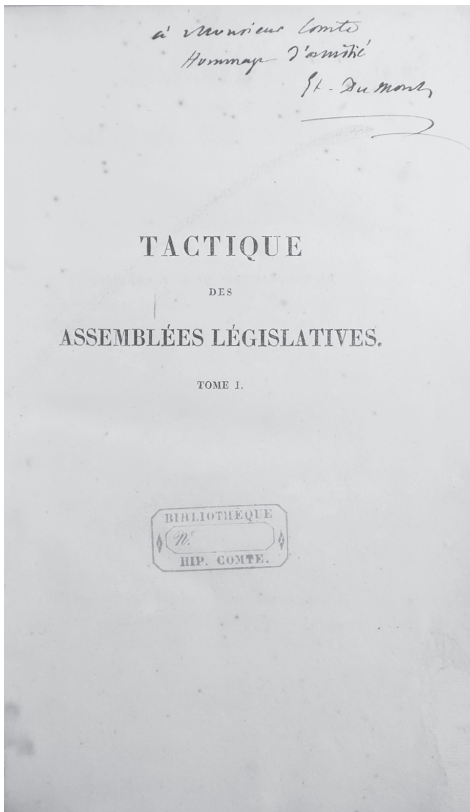 à Monsieur Comte
Hommage d'amitié
Et. Dumont
TACTIQUE
DES
ASSEMBLÉES LÉGISLATIVES.
TOME I.
BIBLIOTHÈQUE
N.
HIP. COMTE.